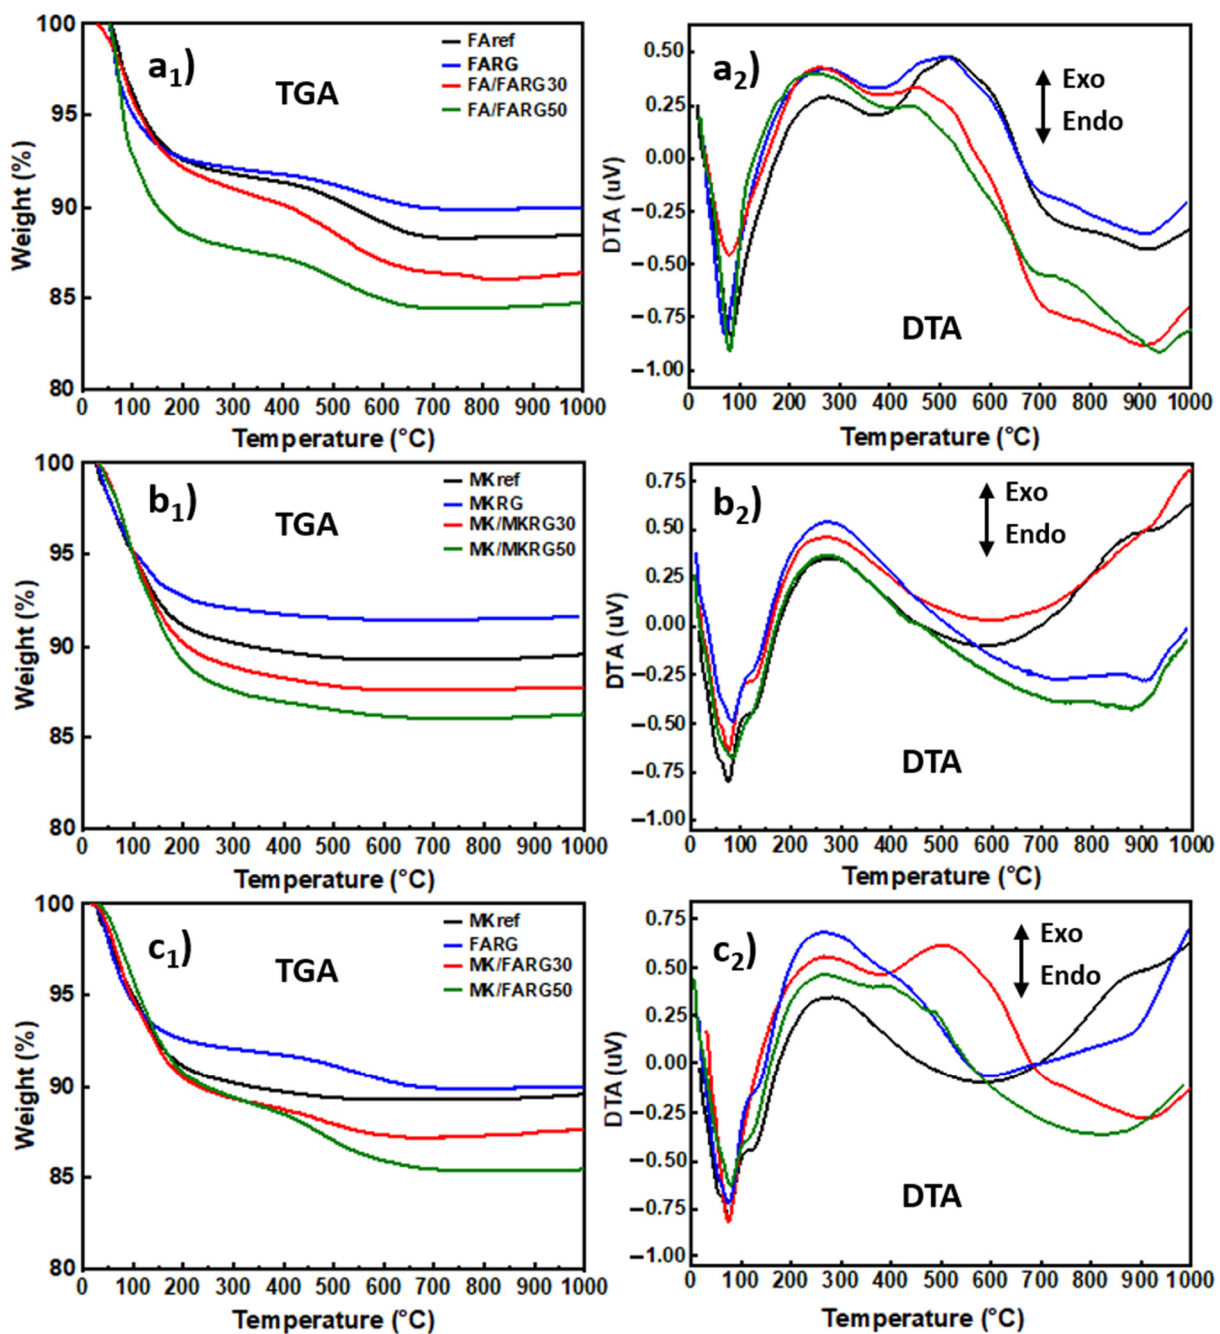 a1)
TGA
FAref
FARG
FA/FARG30
FA/FARG50
100
95
90
85
80
Weight (%)
0 100 200 300 400 500 600 700 800 900 1000
Temperature (°C)
a2)
Exo
Endo
DTA
0.50
0.25
0.00
−0.25
−0.50
−0.75
−1.00
DTA (uV)
0 100 200 300 400 500 600 700 800 900 1000
Temperature (°C)
b1)
TGA
MKref
MKRG
MK/MKRG30
MK/MKRG50
100
95
90
85
80
Weight (%)
0 100 200 300 400 500 600 700 800 900 1000
Temperature (°C)
b2)
Exo
Endo
DTA
0.75
0.50
0.25
0.00
−0.25
−0.50
−0.75
−1.00
DTA (uV)
0 100 200 300 400 500 600 700 800 900 1000
Temperature (°C)
c1)
TGA
MKref
FARG
MK/FARG30
MK/FARG50
100
95
90
85
80
Weight (%)
0 100 200 300 400 500 600 700 800 900 1000
Temperature (°C)
c2)
Exo
Endo
DTA
0.75
0.50
0.25
0.00
−0.25
−0.50
−0.75
−1.00
DTA (uV)
0 100 200 300 400 500 600 700 800 900 1000
Temperature (°C)